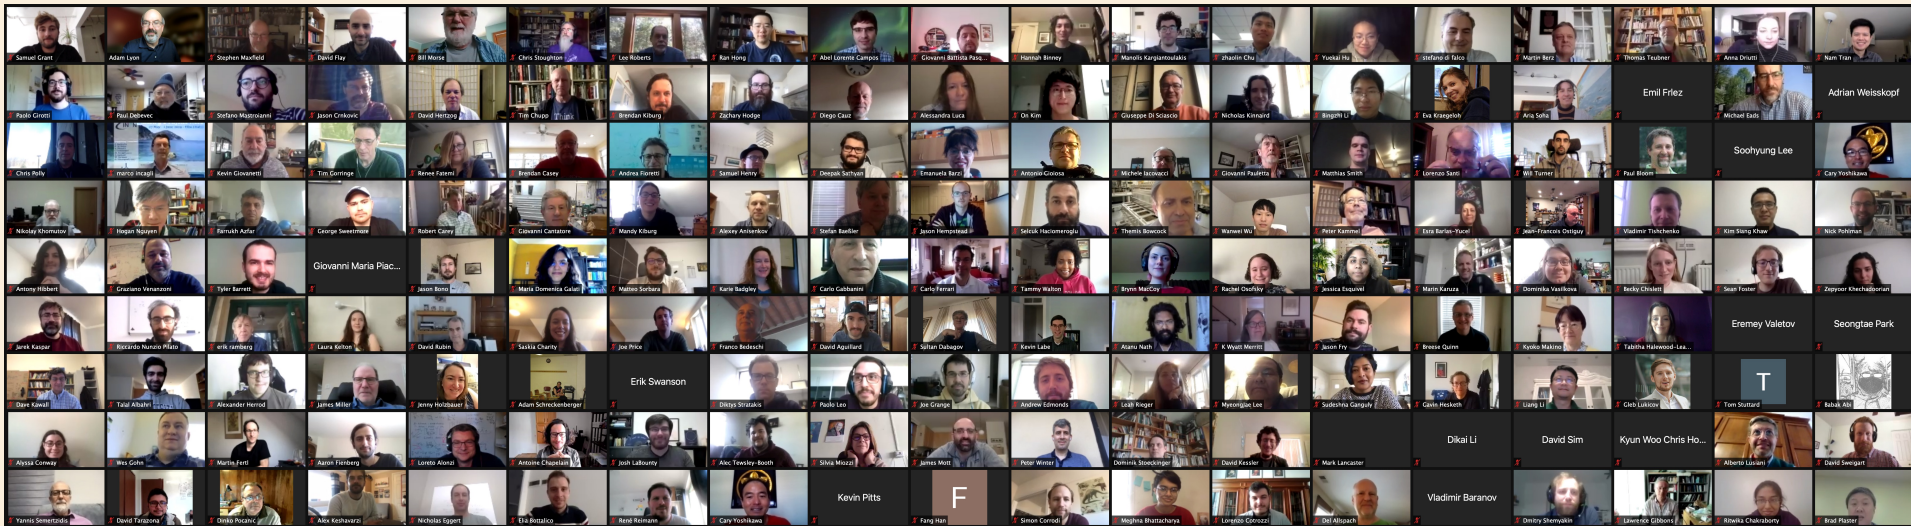 Samuel Grant
Adam Lyon
Stephen Maxfield
David Flay
Bill Morse
Chris Stoughton
Lee Roberts
Ran Hong
Abel Lorente Campos
Giovanni Battista Pasq...
Hannah Binney
Manolis Kargiantoulakis
zhaolin Chu
Yuekai Hu
stefano di falco
Martin Berz
Thomas Teubner
Anna Driutti
Nam Tran
Paolo Girotti
Paul Debevec
Stefano Mastroianni
Jason Crnkovic
David Hertzog
Tim Chupp
Brendan Kiburg
Zachary Hodge
Diego Cauz
Alessandra Luca
On Kim
Giuseppe Di Sciascio
Nicholas Kinnaird
Bingzhi Li
Eva Kraegeloh
Aria Soha
Emil Frlez
Michael Eads
Adrian Weisskopf
Chris Polly
marco incagli
Kevin Giovanetti
Tim Gorringe
Renee Fatemi
Brendan Casey
Andrea Fioretti
Samuel Henry
Deepak Sathyan
Emanuela Barzi
Antonio Gioiosa
Michele Iacovacci
Giovanni Pauletta
Matthias Smith
Lorenzo Santi
Will Turner
Paul Bloom
Soohyung Lee
Cary Yoshikawa
Nikolay Khomutov
Hogan Nguyen
Farrukh Azfar
George Sweetmore
Robert Carey
Giovanni Cantatore
Mandy Kiburg
Alexey Anisenkov
Stefan Baeßler
Jason Hempstead
Selcuk Haciomeroglu
Themis Bowcock
Wanwei Wu
Peter Kammel
Esra Barlas-Yucel
Jean-Francois Ostiguy
Vladimir Tishchenko
Kim Siang Khaw
Nick Pohlman
Antony Hibbert
Graziano Venanzoni
Tyler Barrett
Giovanni Maria Piac...
Jason Bono
Maria Domenica Galati
Matteo Sorbara
Karie Badgley
Carlo Gabbanini
Carlo Ferrari
Tammy Walton
Brynn MacCoy
Rachel Osofsky
Jessica Esquivel
Marin Karuza
Dominika Vasilkova
Becky Chislett
Sean Foster
Zepyoor Khechadoorian
Jarek Kaspar
Riccardo Nunzio Pilato
erik ramberg
Laura Kelton
David Rubin
Saskia Charity
Joe Price
Franco Bedeschi
David Aguillard
Sultan Dabagov
Kevin Labe
Atanu Nath
K Wyatt Merritt
Jason Fry
Breese Quinn
Kyoko Makino
Tabitha Halewood-Lea...
Eremey Valetov
Seongtae Park
Dave Kawall
Talal Albahri
Alexander Herrod
James Miller
Jenny Holzbauer
Adam Schreckenberger
Erik Swanson
Diktys Stratakis
Paolo Leo
Joe Grange
Andrew Edmonds
Leah Rieger
MyeongJae Lee
Sudeshna Ganguly
Gavin Hesketh
Liang Li
Gleb Lukicov
T
Tom Stuttard
Babak Abi
Alyssa Conway
Wes Gohn
Martin Fertl
Aaron Fienberg
Loreto Alonzi
Antoine Chapelain
Josh LaBounty
Alec Tewsley-Booth
Silvia Miozzi
James Mott
Peter Winter
Dominik Stoeckinger
David Kessler
Mark Lancaster
Dikai Li
David Sim
Kyun Woo Chris Ho...
Alberto Lusiani
David Sweigart
Yannis Semertzidis
David Tarazona
Dinko Pocanic
Alex Keshavarzi
Nicholas Eggert
Elia Bottalico
René Reimann
Cary Yoshikawa
Kevin Pitts
F
Fang Han
Simon Corrodi
Meghna Bhattacharya
Lorenzo Cotrozzi
Del Allspach
Vladimir Baranov
Dmitry Shemyakin
Lawrence Gibbons
Ritwika Chakraborty
Brad Plaster